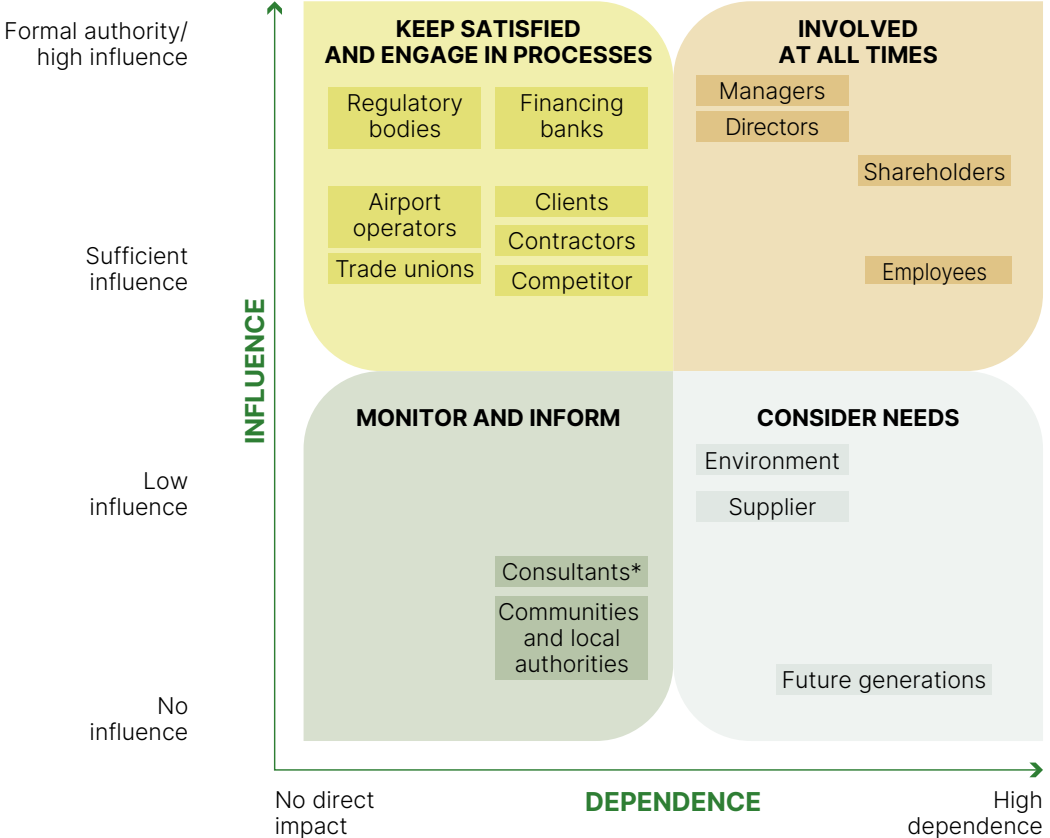 Formal authority/
high influence
Sufficient
influence
Low
influence
No
influence
INFLUENCE
KEEP SATISFIED
AND ENGAGE IN PROCESSES
Regulatory
bodies
Financing
banks
Airport
operators
Trade unions
Clients
Contractors
Competitor
INVOLVED
AT ALL TIMES
Managers
Directors
Shareholders
Employees
MONITOR AND INFORM
Consultants*
Communities
and local
authorities
CONSIDER NEEDS
Environment
Supplier
Future generations
No direct
impact
DEPENDENCE
High
dependence